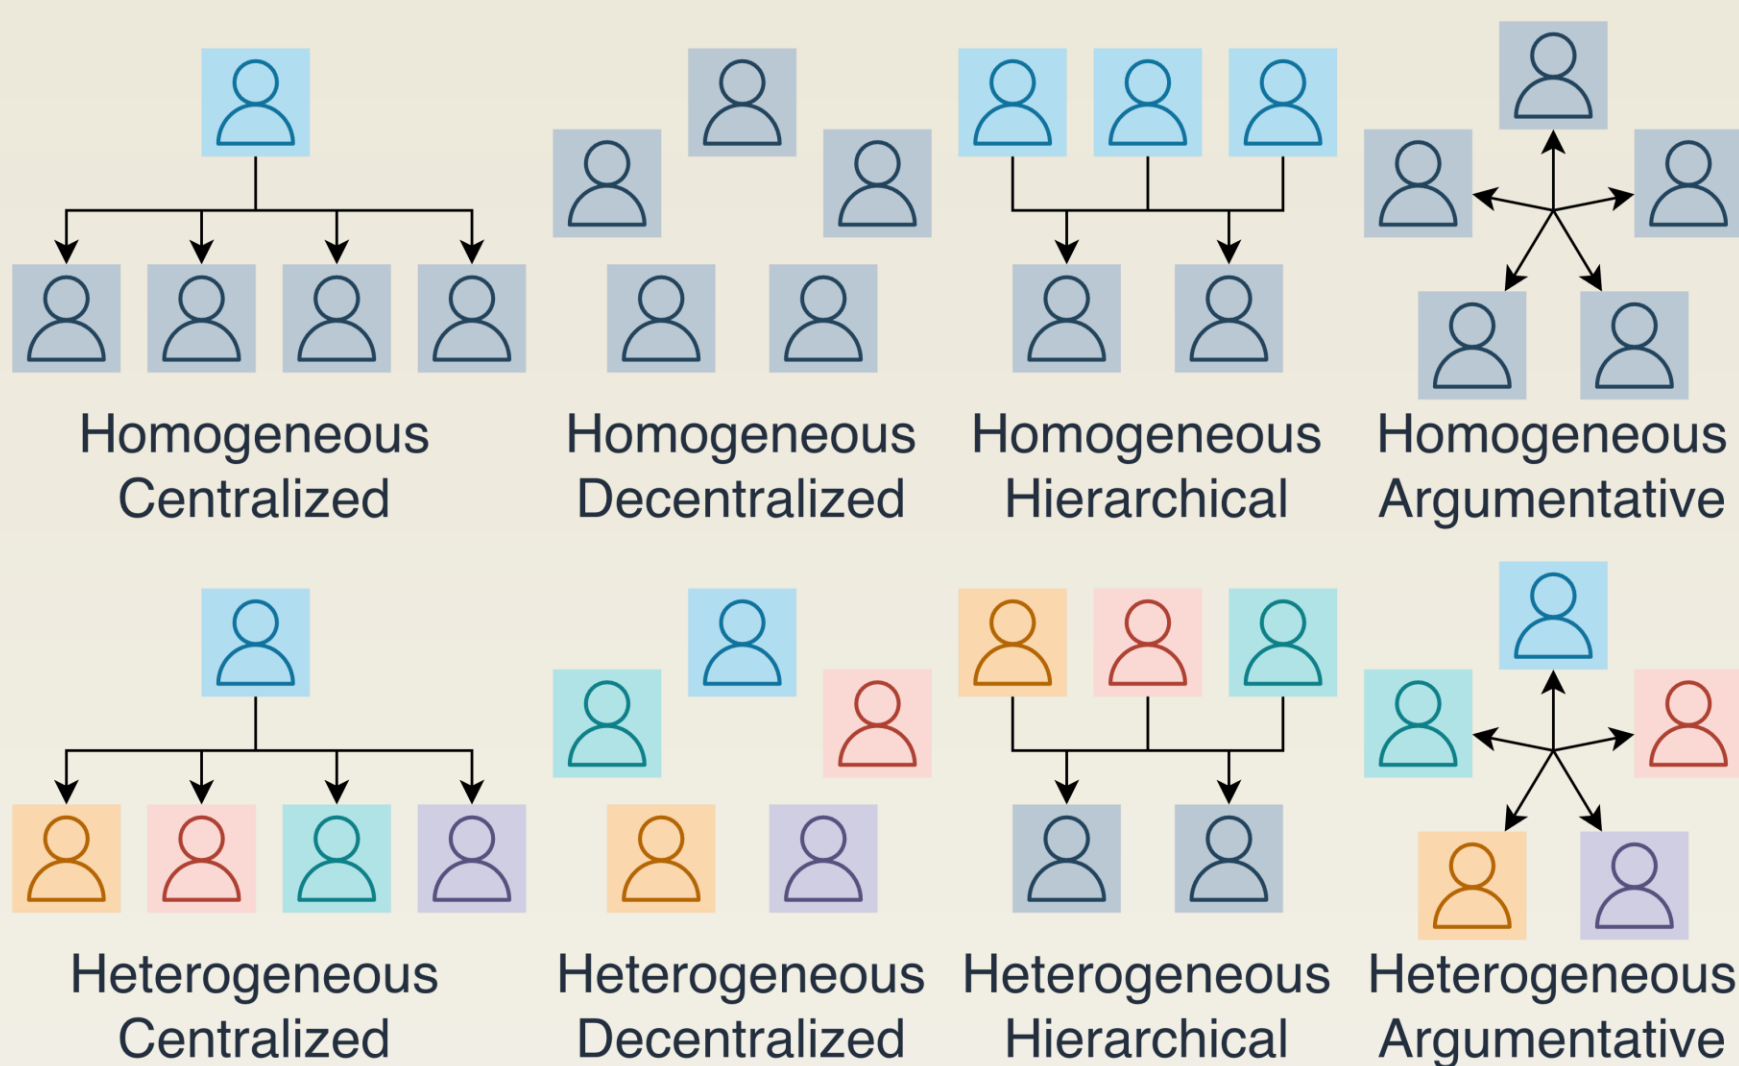 Homogeneous
Centralized
Homogeneous
Decentralized
Homogeneous
Hierarchical
Homogeneous
Argumentative
Heterogeneous
Centralized
Heterogeneous
Decentralized
Heterogeneous
Hierarchical
Heterogeneous
Argumentative